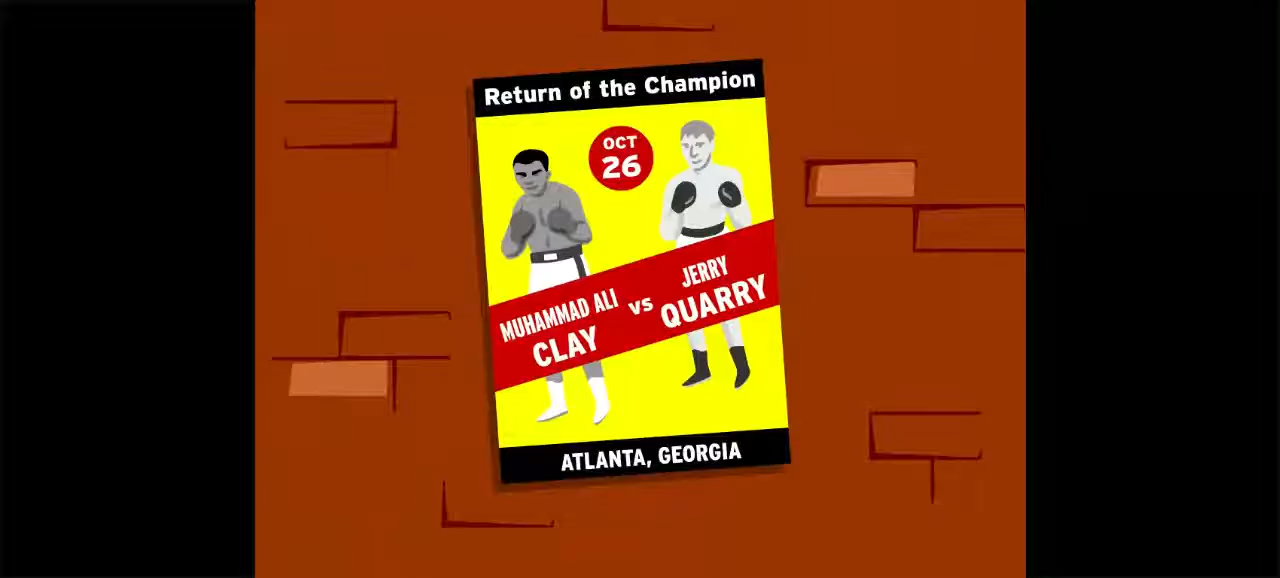 Return of the Champion
OCT
26
MUHAMMAD ALI
CLAY
vs
JERRY
QUARRY
ATLANTA, GEORGIA